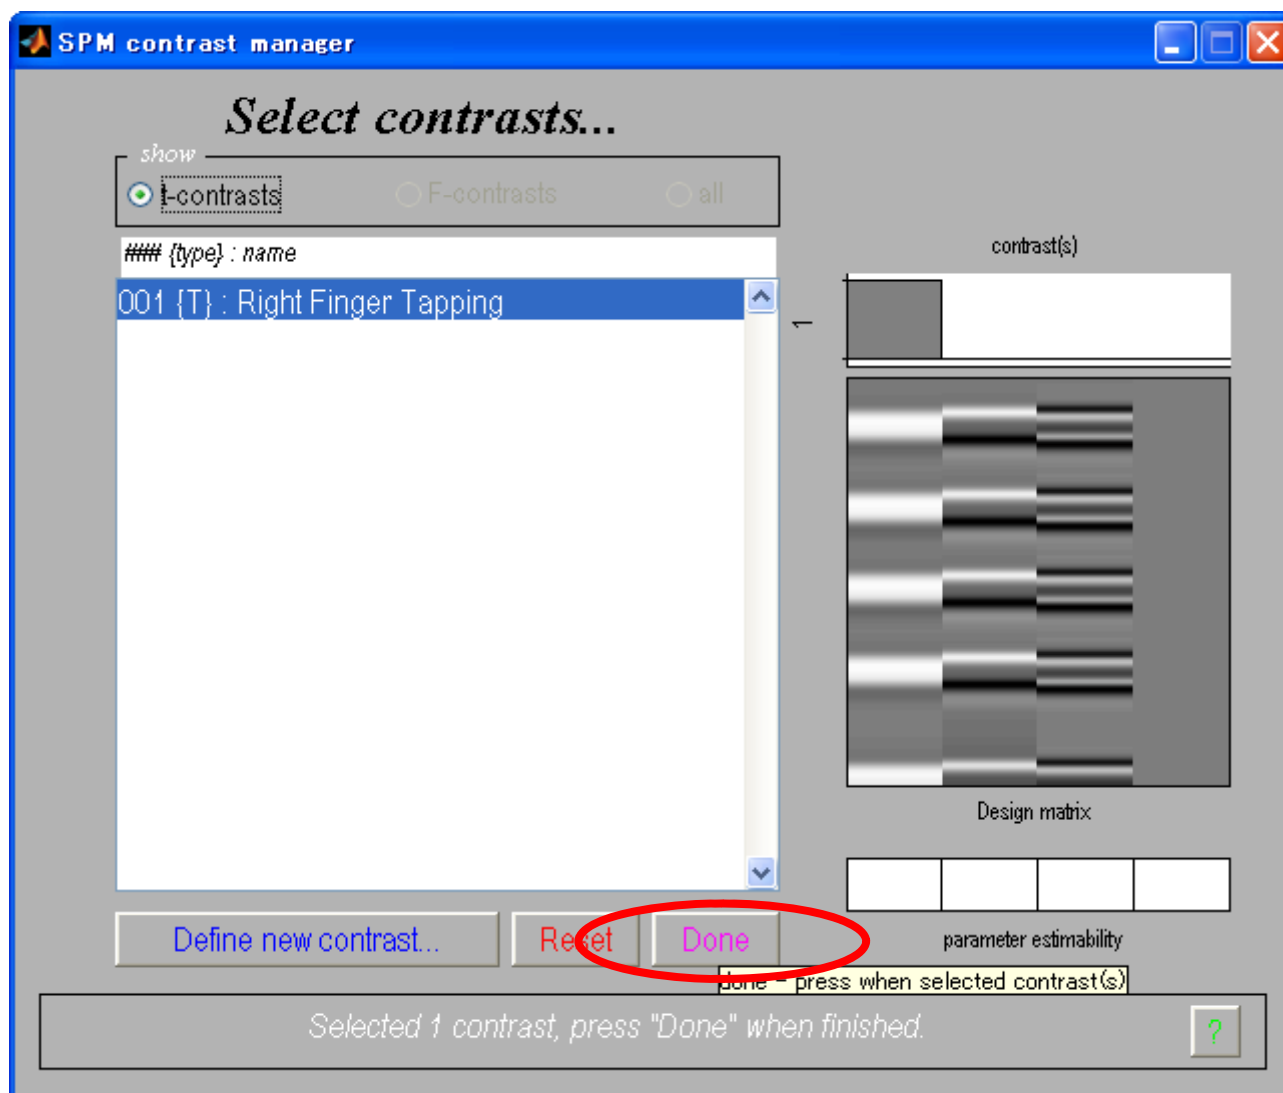 SPM contrast manager
Select contrasts...
show
t-contrasts F-contrasts all
### {type} : name
001 {T} : Right Finger Tapping
contrast(s)
1
Design matrix
parameter estimability
Define new contrast... Reset Done
done - press when selected contrast(s)
Selected 1 contrast, press "Done" when finished.
?